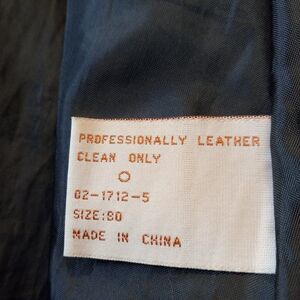 PROFESSIONALLY LEATHER
CLEAN ONLY
O
02-1712-5
SIZE:80
MADE IN CHINA